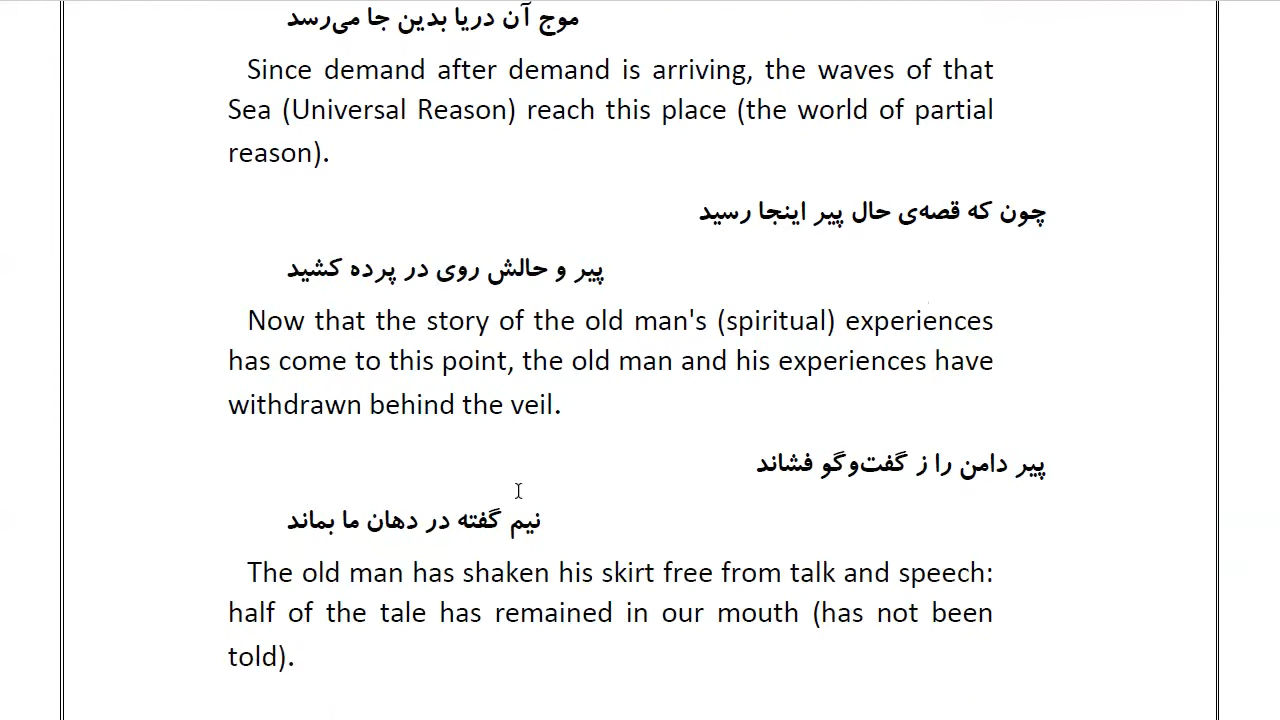 موج آن دریا بدین جا می‌رسد
Since demand after demand is arriving, the waves of that
Sea (Universal Reason) reach this place (the world of partial
reason).
چون که قصه‌ی حال پیر اینجا رسید
پیر و حالش روی در پرده کشید
Now that the story of the old man's (spiritual) experiences
has come to this point, the old man and his experiences have
withdrawn behind the veil.
پیر دامن را ز گفت‌وگو فشاند
نیم گفته در دهان ما بماند
The old man has shaken his skirt free from talk and speech:
half of the tale has remained in our mouth (has not been
told).